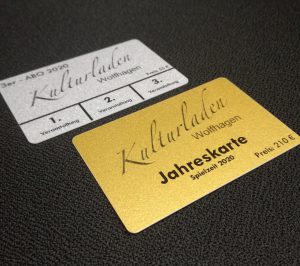 3er - ABO 2020
Kulturladen
Wolfhagen
1.
Veranstaltung
2.
Veranstaltung
3.
Veranstaltung
Kulturladen
Wolfhagen
Jahreskarte
Spielzeit 2020
Preis: 210 €